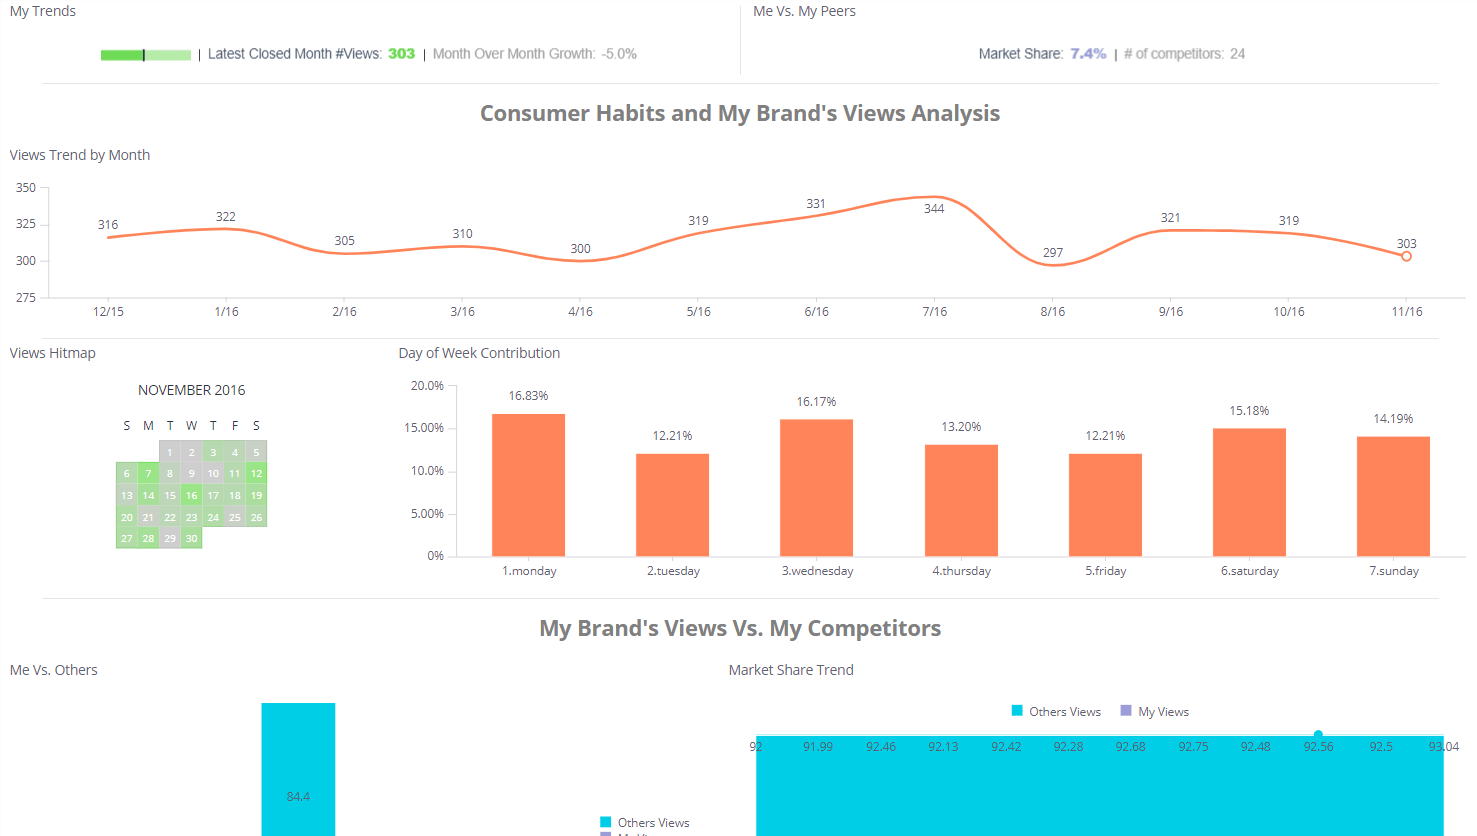 My Trends
Me Vs. My Peers
| Latest Closed Month #Views: 303 | Month Over Month Growth: -5.0%
Market Share: 7.4% | # of competitors: 24
Consumer Habits and My Brand's Views Analysis
Views Trend by Month
350
325
300
275
316
322
305
310
300
319
331
344
297
321
319
303
12/15 1/16 2/16 3/16 4/16 5/16 6/16 7/16 8/16 9/16 10/16 11/16
Views Hitmap
NOVEMBER 2016
S M T W T F S
1 2 3 4 5
6 7 8 9 10 11 12
13 14 15 16 17 18 19
20 21 22 23 24 25 26
27 28 29 30
Day of Week Contribution
20.0%
15.00%
10.0%
5.00%
0%
16.83%
12.21%
16.17%
13.20%
12.21%
15.18%
14.19%
1.monday 2.tuesday 3.wednesday 4.thursday 5.friday 6.saturday 7.sunday
My Brand's Views Vs. My Competitors
Me Vs. Others
84.4
Others Views
Market Share Trend
Others Views My Views
92 91.99 92.46 92.13 92.42 92.28 92.68 92.75 92.48 92.56 92.5 93.04